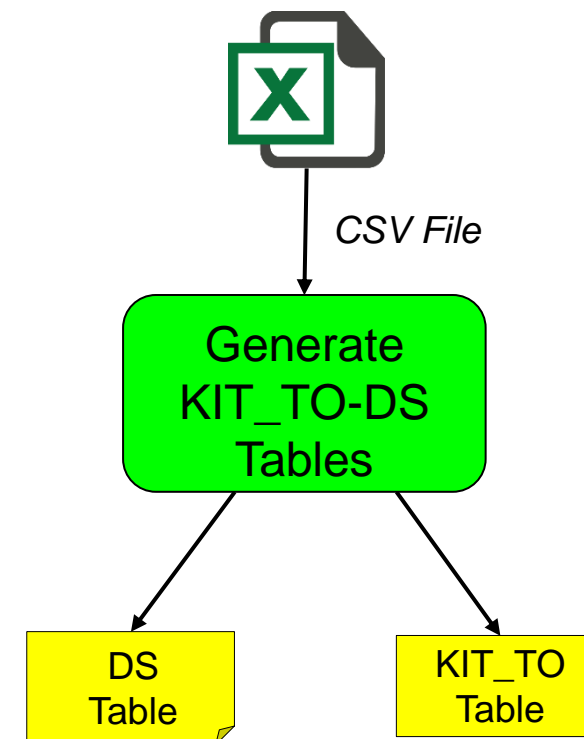 X
CSV File
Generate
KIT_TO-DS
Tables
DS
Table
KIT_TO
Table